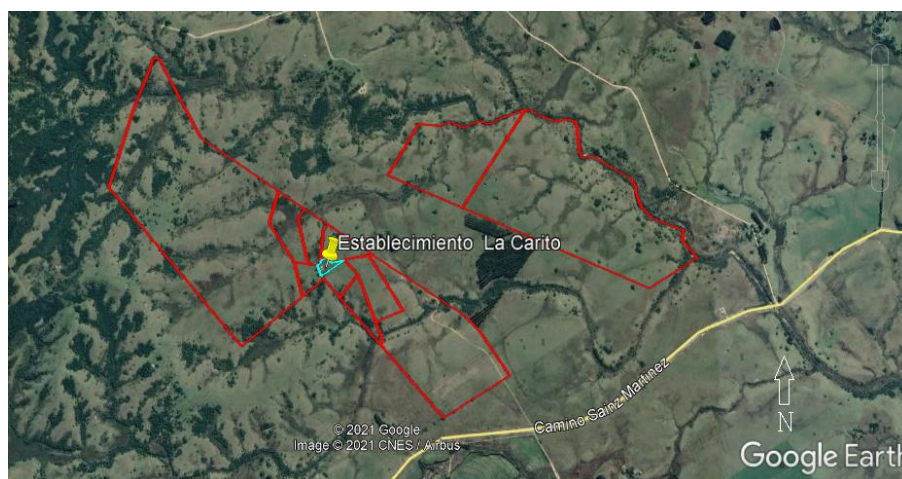 Establecimiento La Carito
Camino Sainz Martinez
N
© 2021 Google
Image © 2021 CNES / Airbus
Google Earth